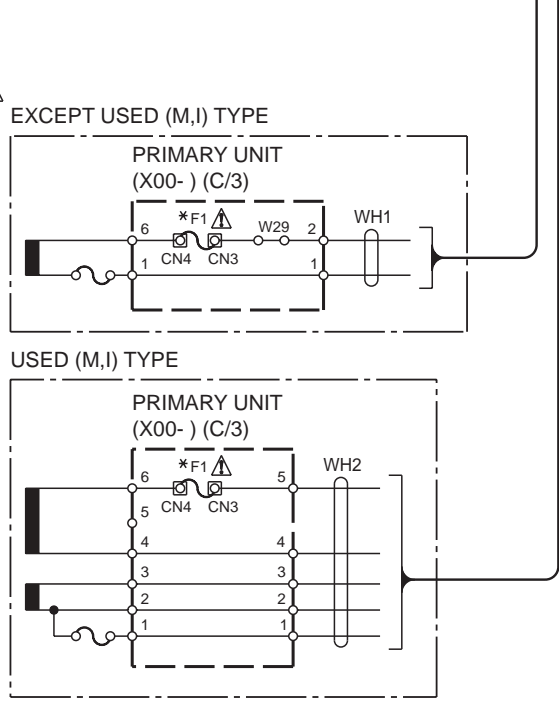 EXCEPT USED (M,I) TYPE
PRIMARY UNIT
(X00- ) (C/3)
6 *F1 W29 2 WH1
CN4 CN3
1 1
USED (M,I) TYPE
PRIMARY UNIT
(X00- ) (C/3)
6 *F1 5 WH2
CN4 CN3
5
4 4
3 3
2 2
1 1